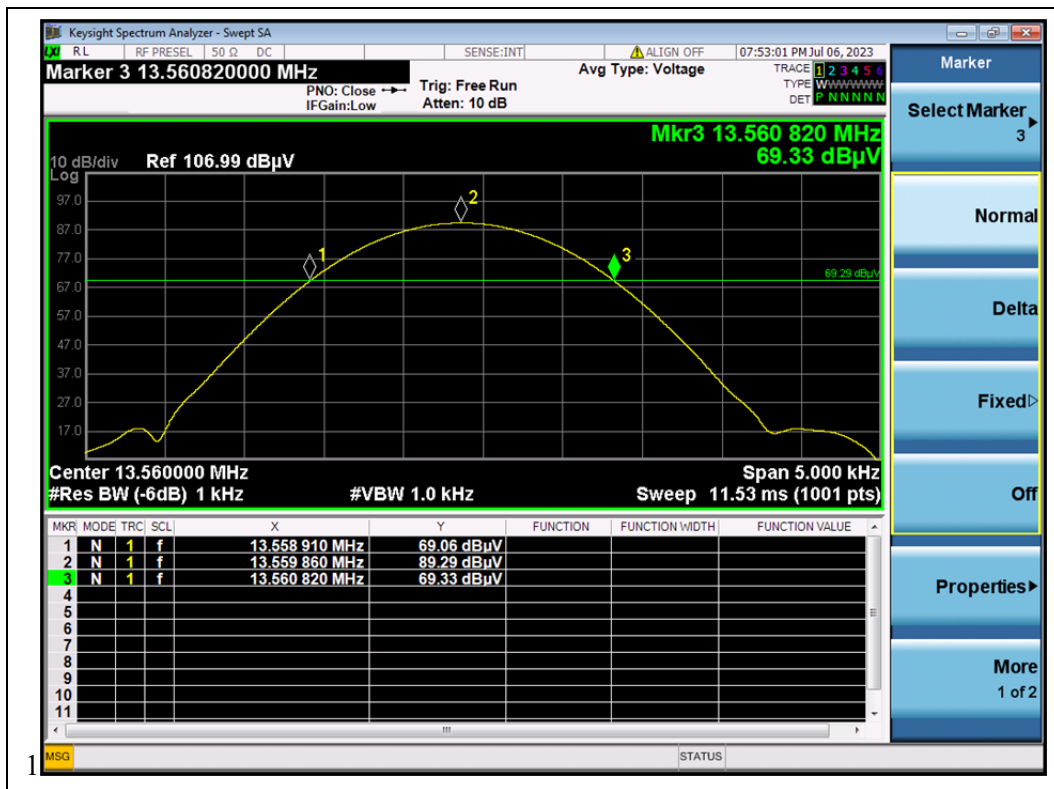 Keysight Spectrum Analyzer - Swept SA
LXI RL RF PRESEL 50 Ω DC SENSE:INT ALIGN OFF 07:53:01 PM Jul 06, 2023
Marker 3 13.560820000 MHz
PNO: Close
IFGain:Low
Trig: Free Run
Atten: 10 dB
Avg Type: Voltage
TRACE 1 2 3 4 5 6
TYPE WWWWWW
DET P N N N N N
Mkr3 13.560 820 MHz
69.33 dBµV
10 dB/div Ref 106.99 dBµV
Log
97.0
87.0
77.0
67.0
57.0
47.0
37.0
27.0
17.0
1
2
3
69.29 dBµV
Center 13.560000 MHz Span 5.000 kHz
#Res BW (-6dB) 1 kHz #VBW 1.0 kHz Sweep 11.53 ms (1001 pts)
MKR MODE TRC SCL X Y FUNCTION FUNCTION WIDTH FUNCTION VALUE
1 N 1 f 13.558 910 MHz 69.06 dBµV
2 N 1 f 13.559 860 MHz 89.29 dBµV
3 N 1 f 13.560 820 MHz 69.33 dBµV
4
5
6
7
8
9
10
11
MSG STATUS
Marker
Select Marker
3
Normal
Delta
Fixed
Off
Properties
More
1 of 2
1